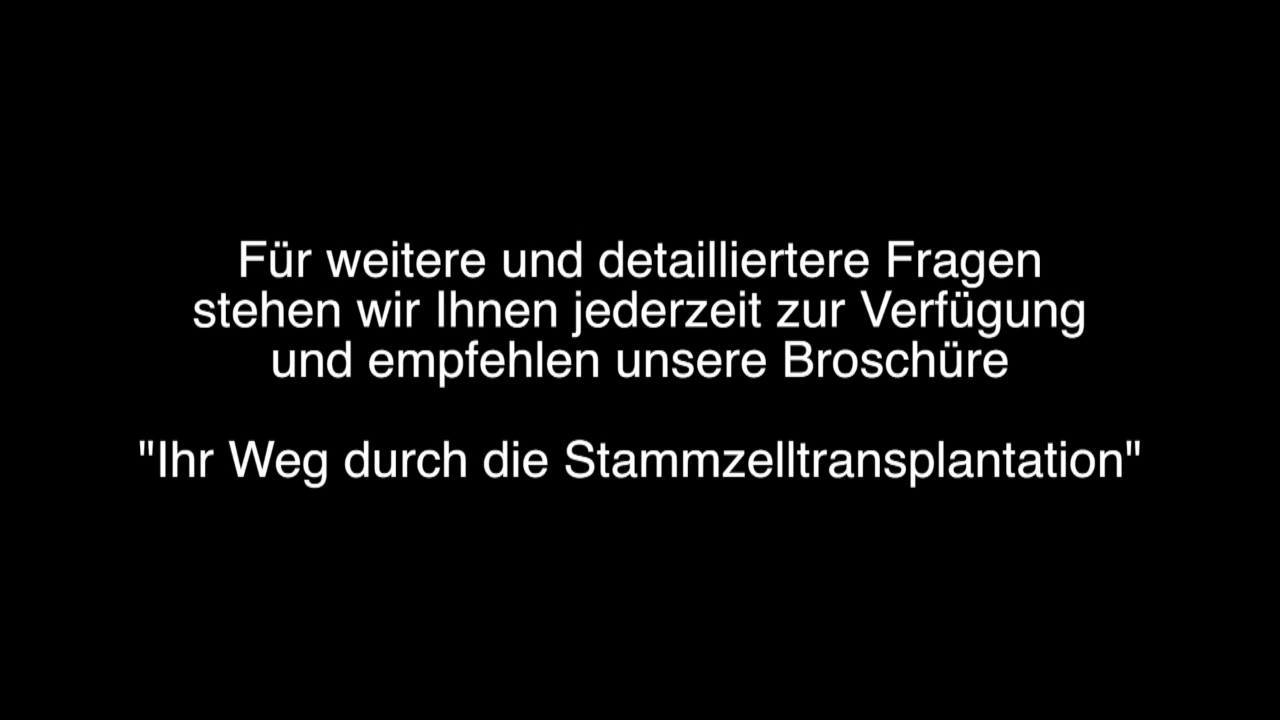 Für weitere und detailliertere Fragen
stehen wir Ihnen jederzeit zur Verfügung
und empfehlen unsere Broschüre
"Ihr Weg durch die Stammzelltransplantation"